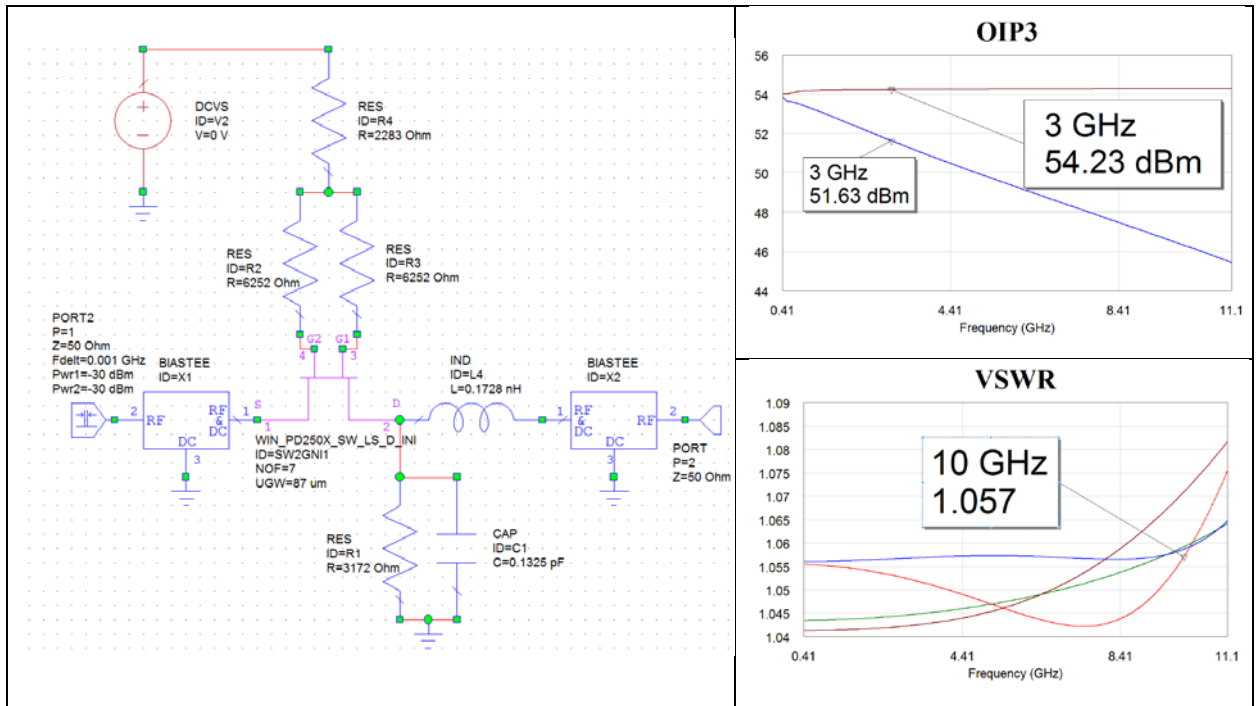 DCVS
ID=V2
V=0 V
RES
ID=R4
R=2283 Ohm
RES
ID=R2
R=6252 Ohm
RES
ID=R3
R=6252 Ohm
PORT2
P=1
Z=50 Ohm
Fdelt=0.001 GHz
Pwr1=-30 dBm
Pwr2=-30 dBm
BIASTEE
ID=X1
2
RF
RF
&
DC
1
DC
3
G2
G1
4
3
S
1
D
2
WIN_PD250X_SW_LS_D_INI
ID=SW2GNI1
NOF=7
UGW=87 um
IND
ID=L4
L=0.1728 nH
BIASTEE
ID=X2
1
RF
&
DC
RF
2
DC
3
PORT
P=2
Z=50 Ohm
RES
ID=R1
R=3172 Ohm
CAP
ID=C1
C=0.1325 pF
OIP3
56
54
52
50
48
46
44
3 GHz
54.23 dBm
3 GHz
51.63 dBm
0.41
4.41
8.41
11.1
Frequency (GHz)
VSWR
1.09
1.085
1.08
1.07
1.065
1.06
1.055
1.05
1.045
1.04
10 GHz
1.057
0.41
4.41
8.41
11.1
Frequency (GHz)